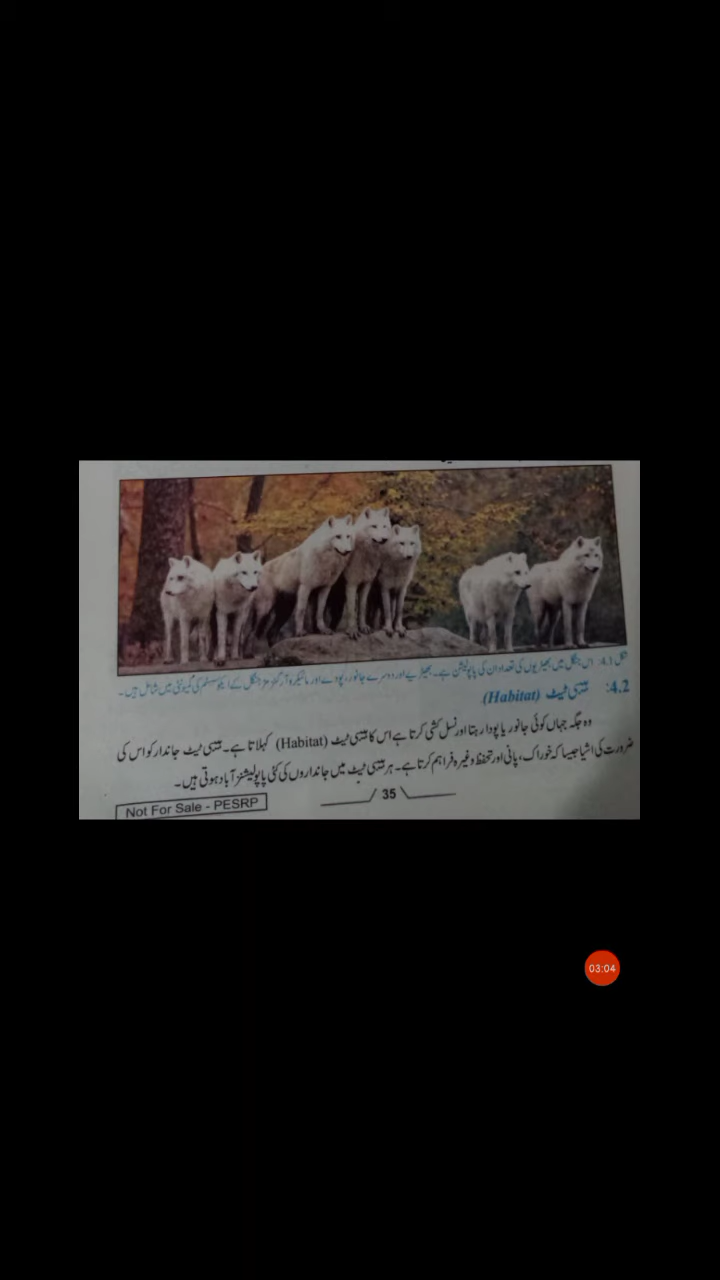 شکل 4.1: اس جنگل میں بھیڑیوں کی تعداد ان کی پاپولیشن ہے۔ بھیڑیے اور دوسرے جانور، پودے اور مائیکرو آرگنزمز جنگل کے ایکوسسٹم کی کمیونٹی میں شامل ہیں۔
4.2: ہیبی ٹیٹ (Habitat)
وہ جگہ جہاں کوئی جانور یا پودا رہتا اور نسل کشی کرتا ہے اس کا ہیبی ٹیٹ (Habitat) کہلاتا ہے۔ ہیبی ٹیٹ جاندار کو اس کی
ضرورت کی اشیا جیسا کہ خوراک، پانی اور تحفظ وغیرہ فراہم کرتا ہے۔ ہر ہیبی ٹیٹ میں جانداروں کی کئی پاپولیشنز آباد ہوتی ہیں۔
35
Not For Sale - PESRP
03:04